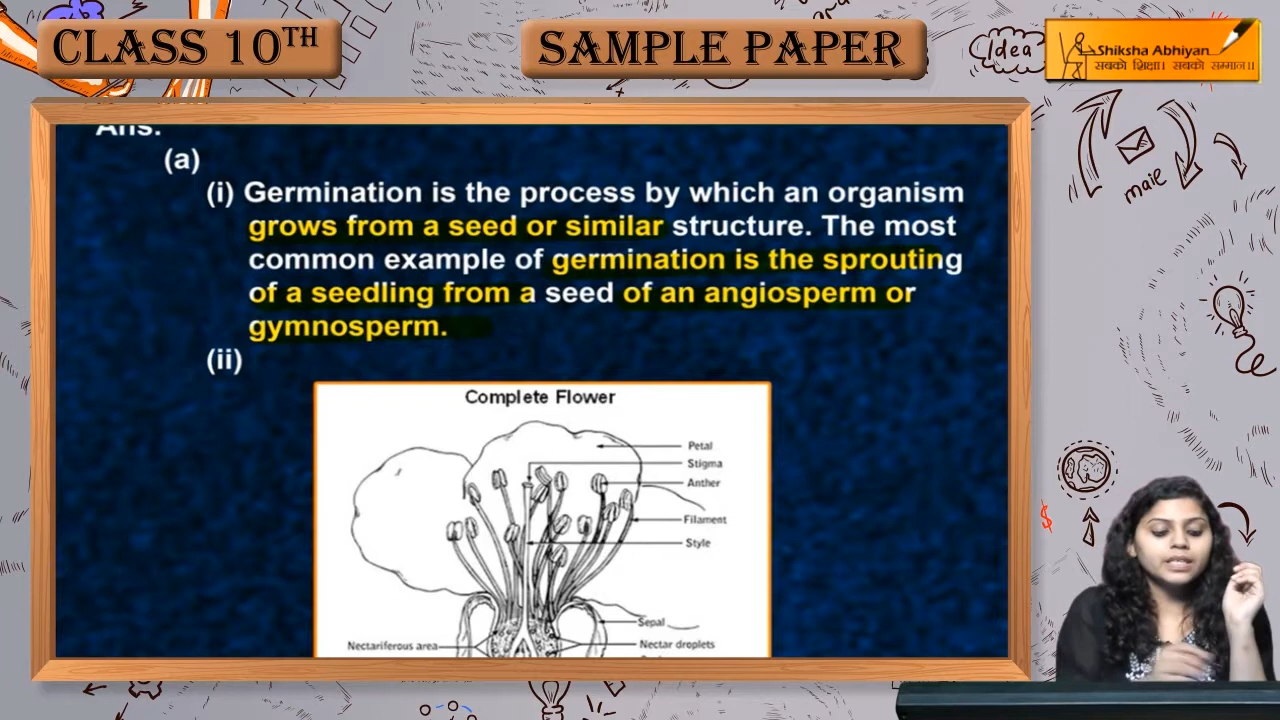 CLASS 10TH
SAMPLE PAPER
Idea
Shiksha Abhiyan
सबको शिक्षा। सबको सम्मान।।
maie
Ans.
(a)
(i) Germination is the process by which an organism
grows from a seed or similar structure. The most
common example of germination is the sprouting
of a seedling from a seed of an angiosperm or
gymnosperm.
(ii)
Complete Flower
Petal
Stigma
Anther
Filament
Style
Sepal
Nectariferous area
Nectar droplets
$